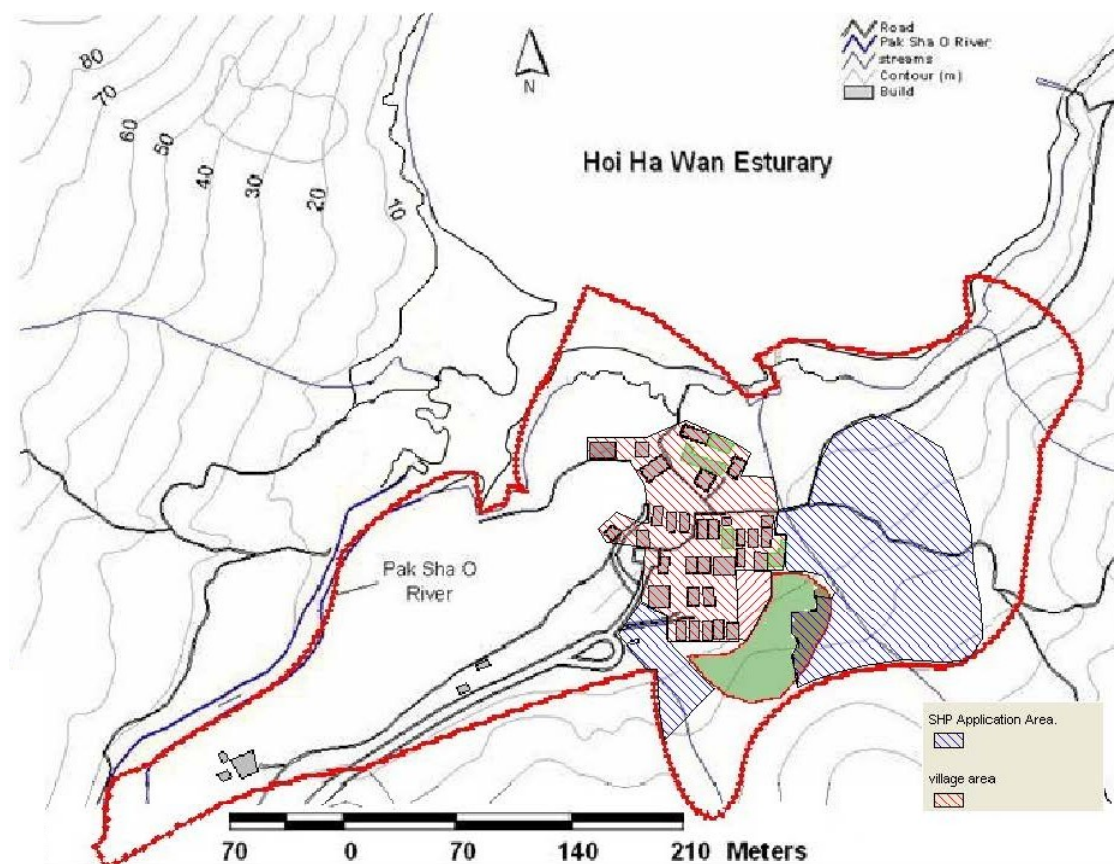 Road
Pak Sha O River
streams
Contour (m)
Build
N
Hoi Ha Wan Esturary
80
70
60
50
40
30
20
10
Pak Sha O
River
SHP Application Area.
village area
70 0 70 140 210 Meters